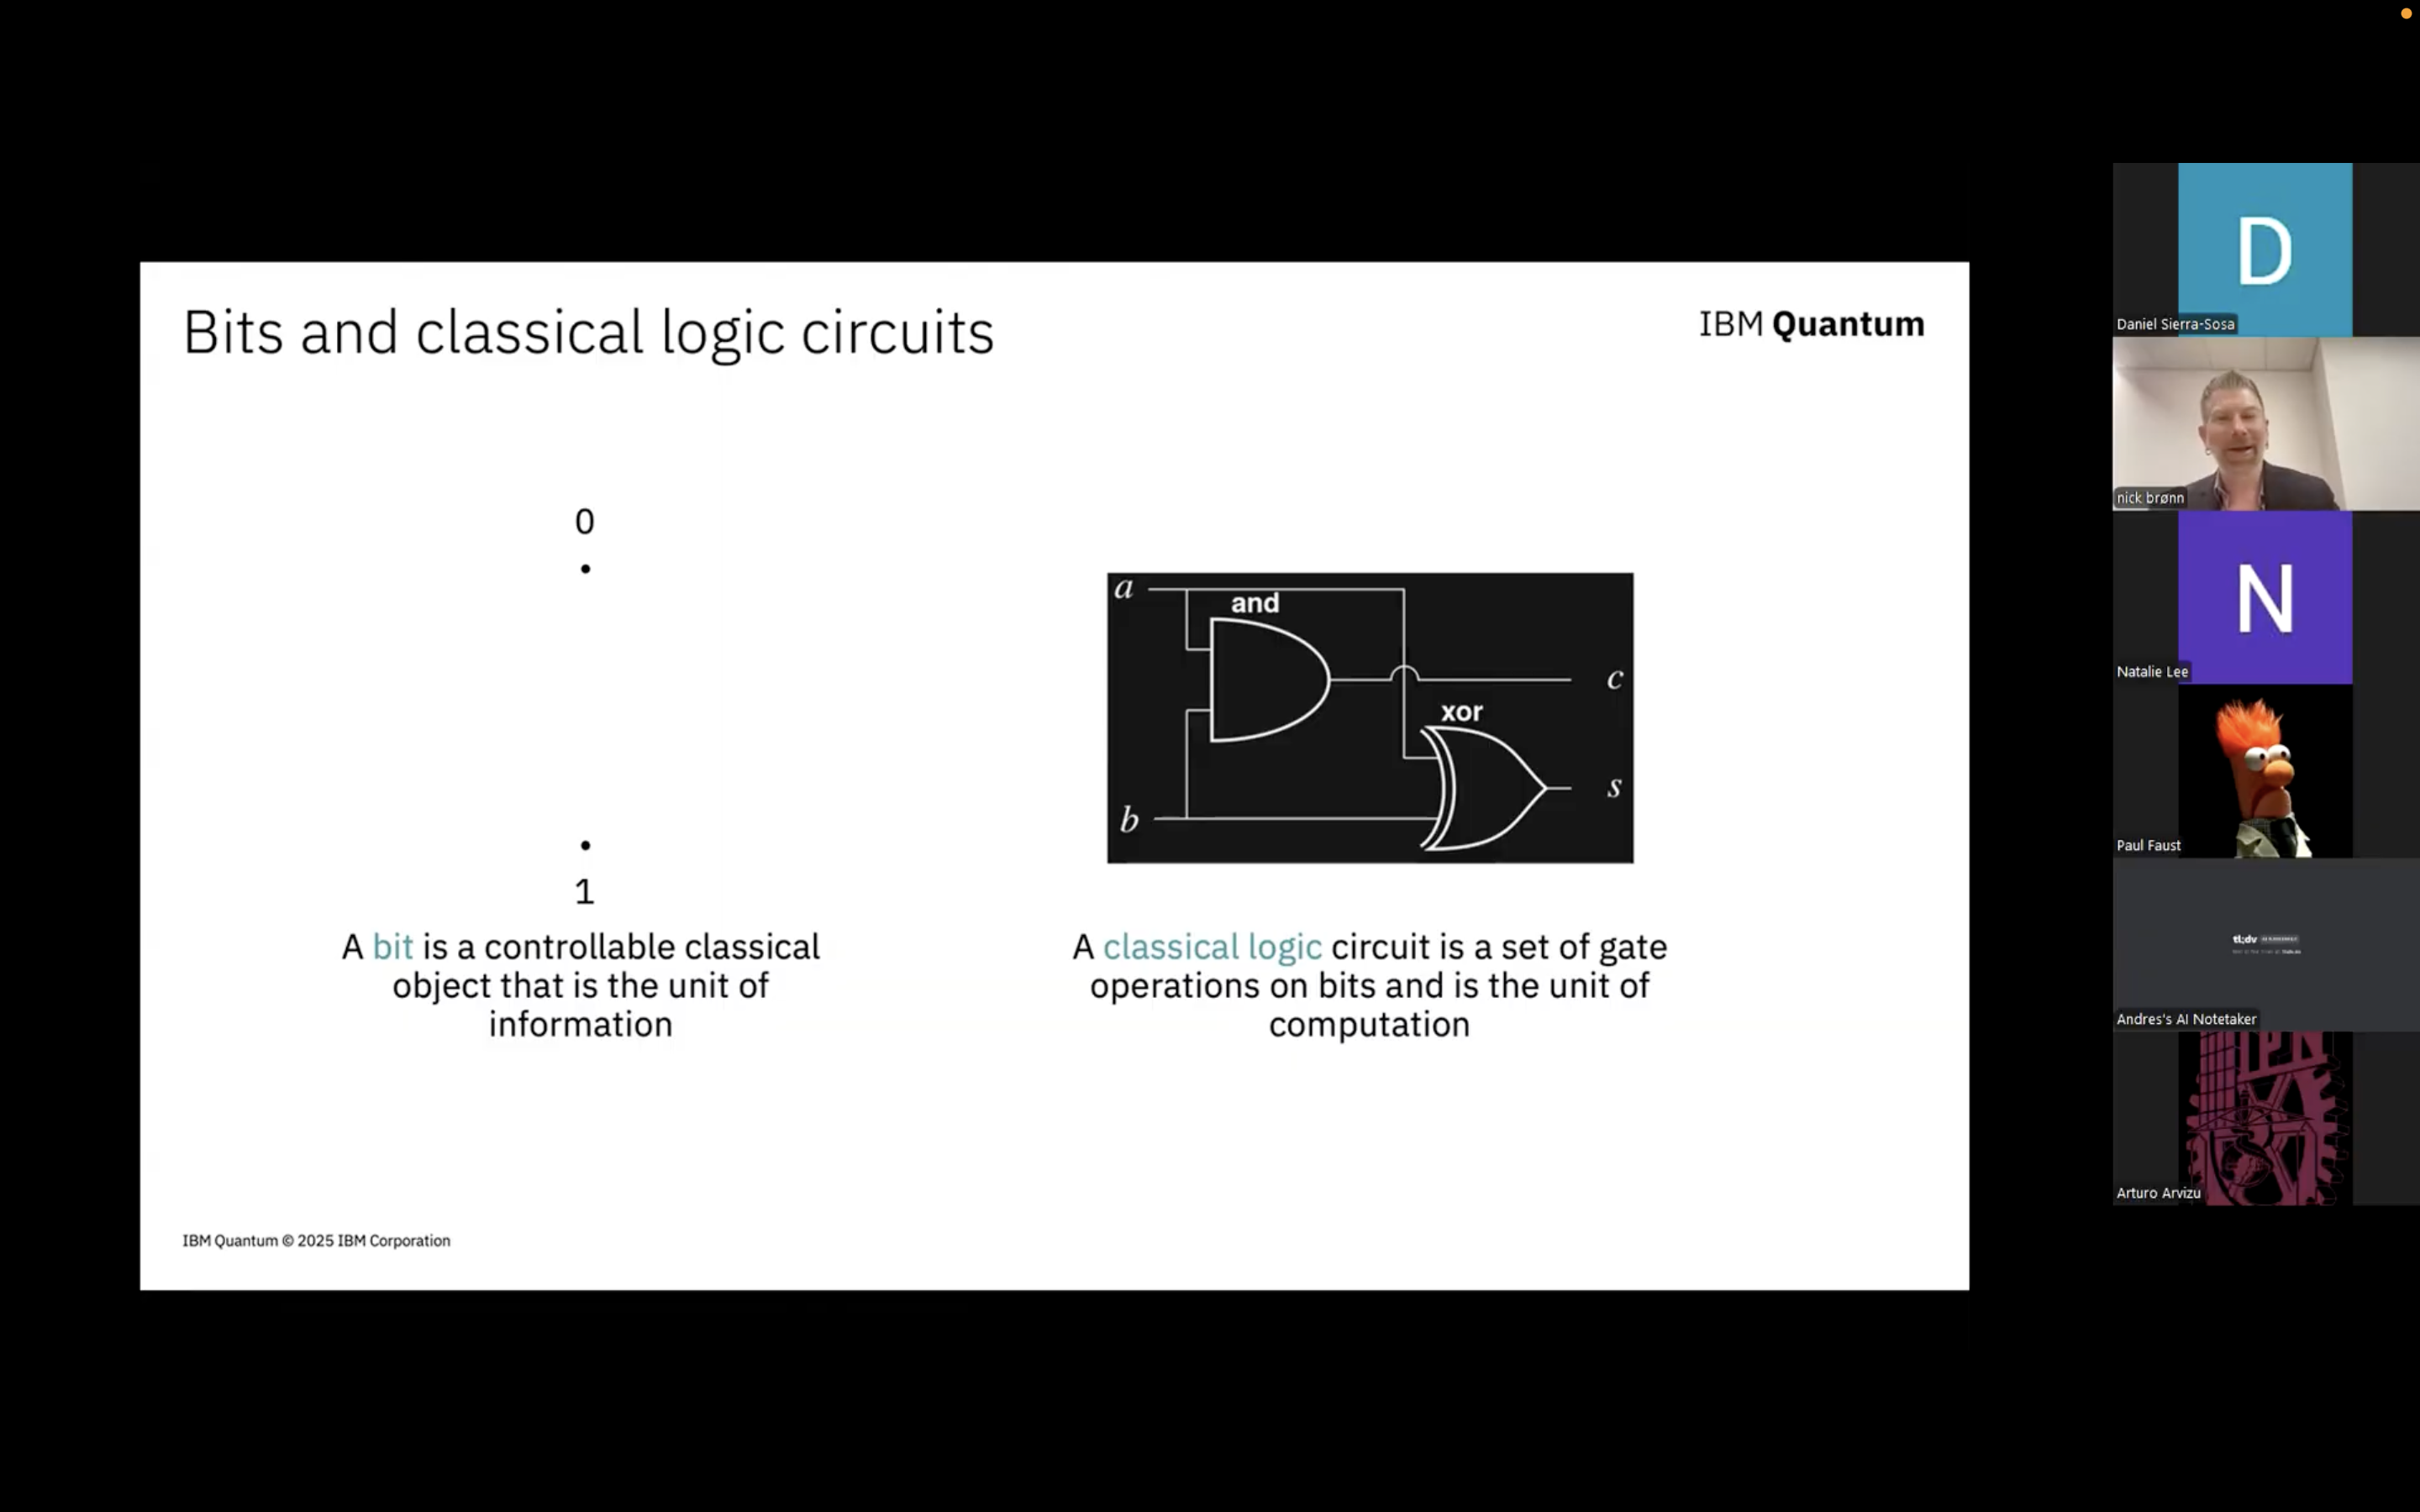 Bits and classical logic circuits
IBM Quantum
0
1
A bit is a controllable classical
object that is the unit of
information
a
and
c
xor
s
b
A classical logic circuit is a set of gate
operations on bits and is the unit of
computation
IBM Quantum © 2025 IBM Corporation
D
Daniel Sierra-Sosa
nick brønn
N
Natalie Lee
Paul Faust
tl;dv
Andres's AI Notetaker
IPN
Arturo Arvizu